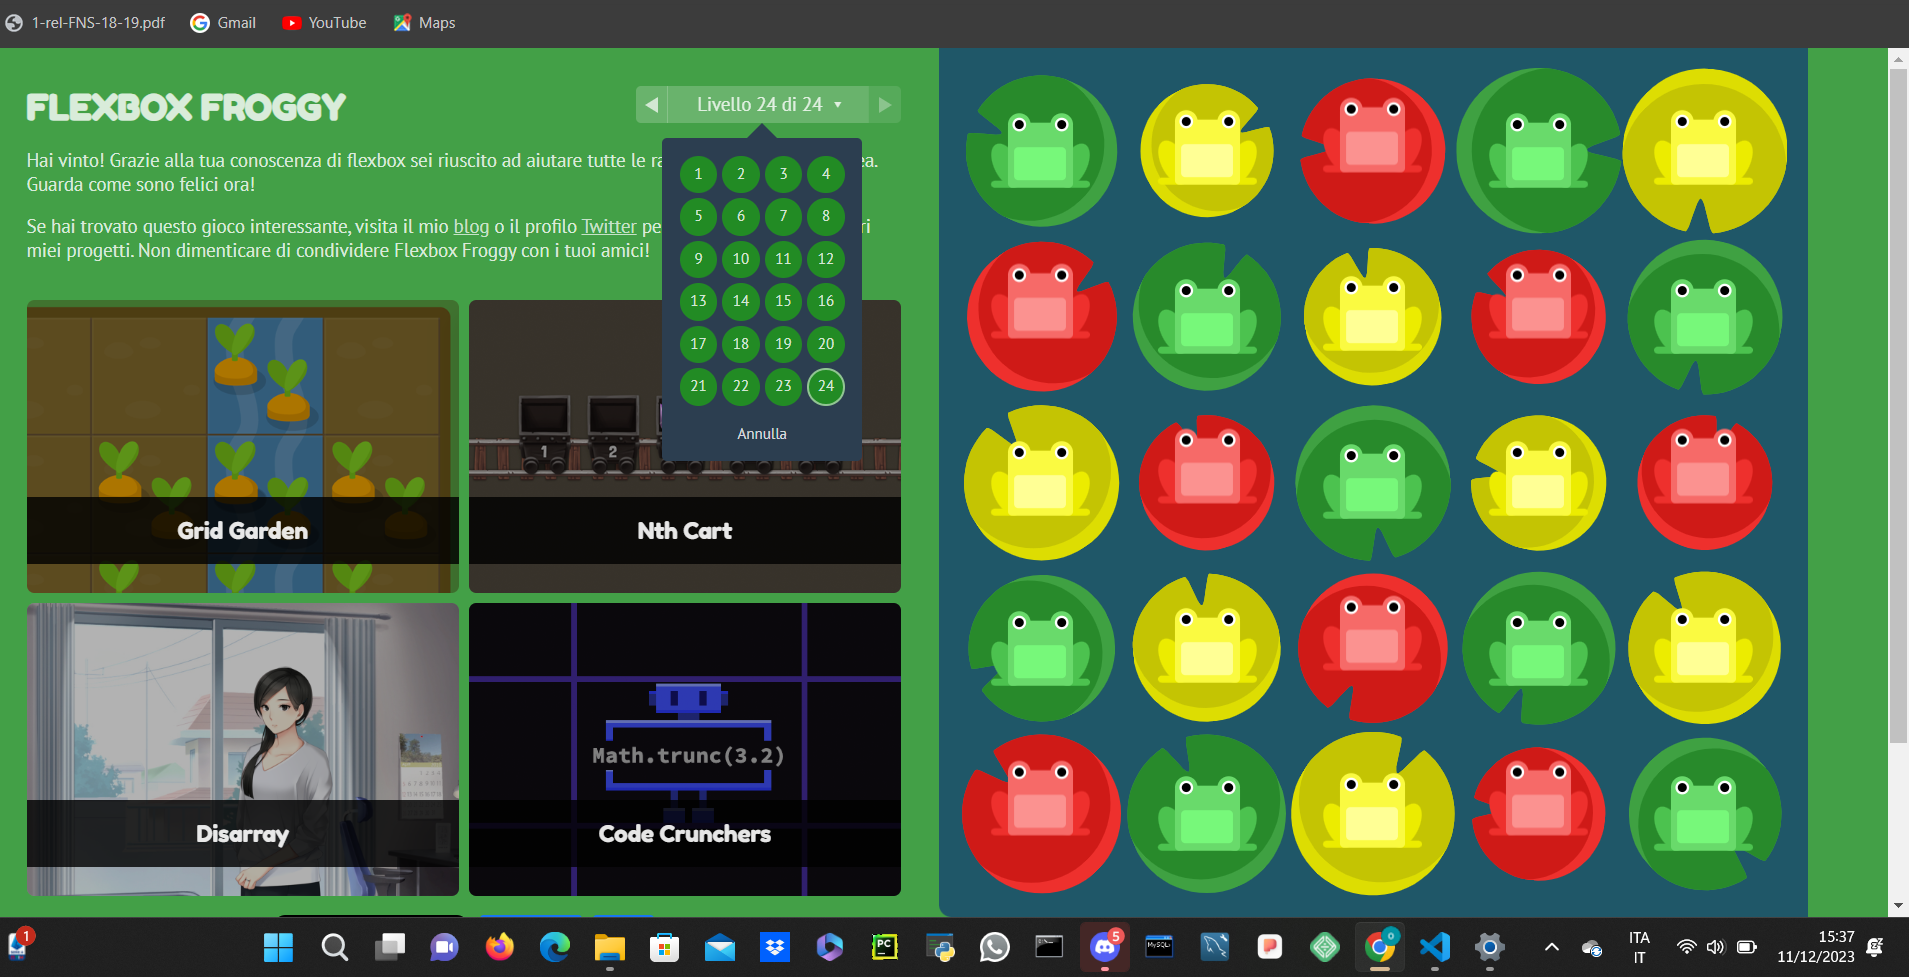 1-rel-FNS-18-19.pdf
Gmail
YouTube
Maps
FLEXBOX FROGGY
Livello 24 di 24
Hai vinto! Grazie alla tua conoscenza di flexbox sei riuscito ad aiutare tutte le ra
ea.
Guarda come sono felici ora!
Se hai trovato questo gioco interessante, visita il mio blog o il profilo Twitter pe
ri
miei progetti. Non dimenticare di condividere Flexbox Froggy con i tuoi amici!
1 2 3 4
5 6 7 8
9 10 11 12
13 14 15 16
17 18 19 20
21 22 23 24
Annulla
1 2
Grid Garden
Nth Cart
Math.trunc(3.2)
Disarray
Code Crunchers
1
PC
5
MySQL
ITA
IT
15:37
11/12/2023